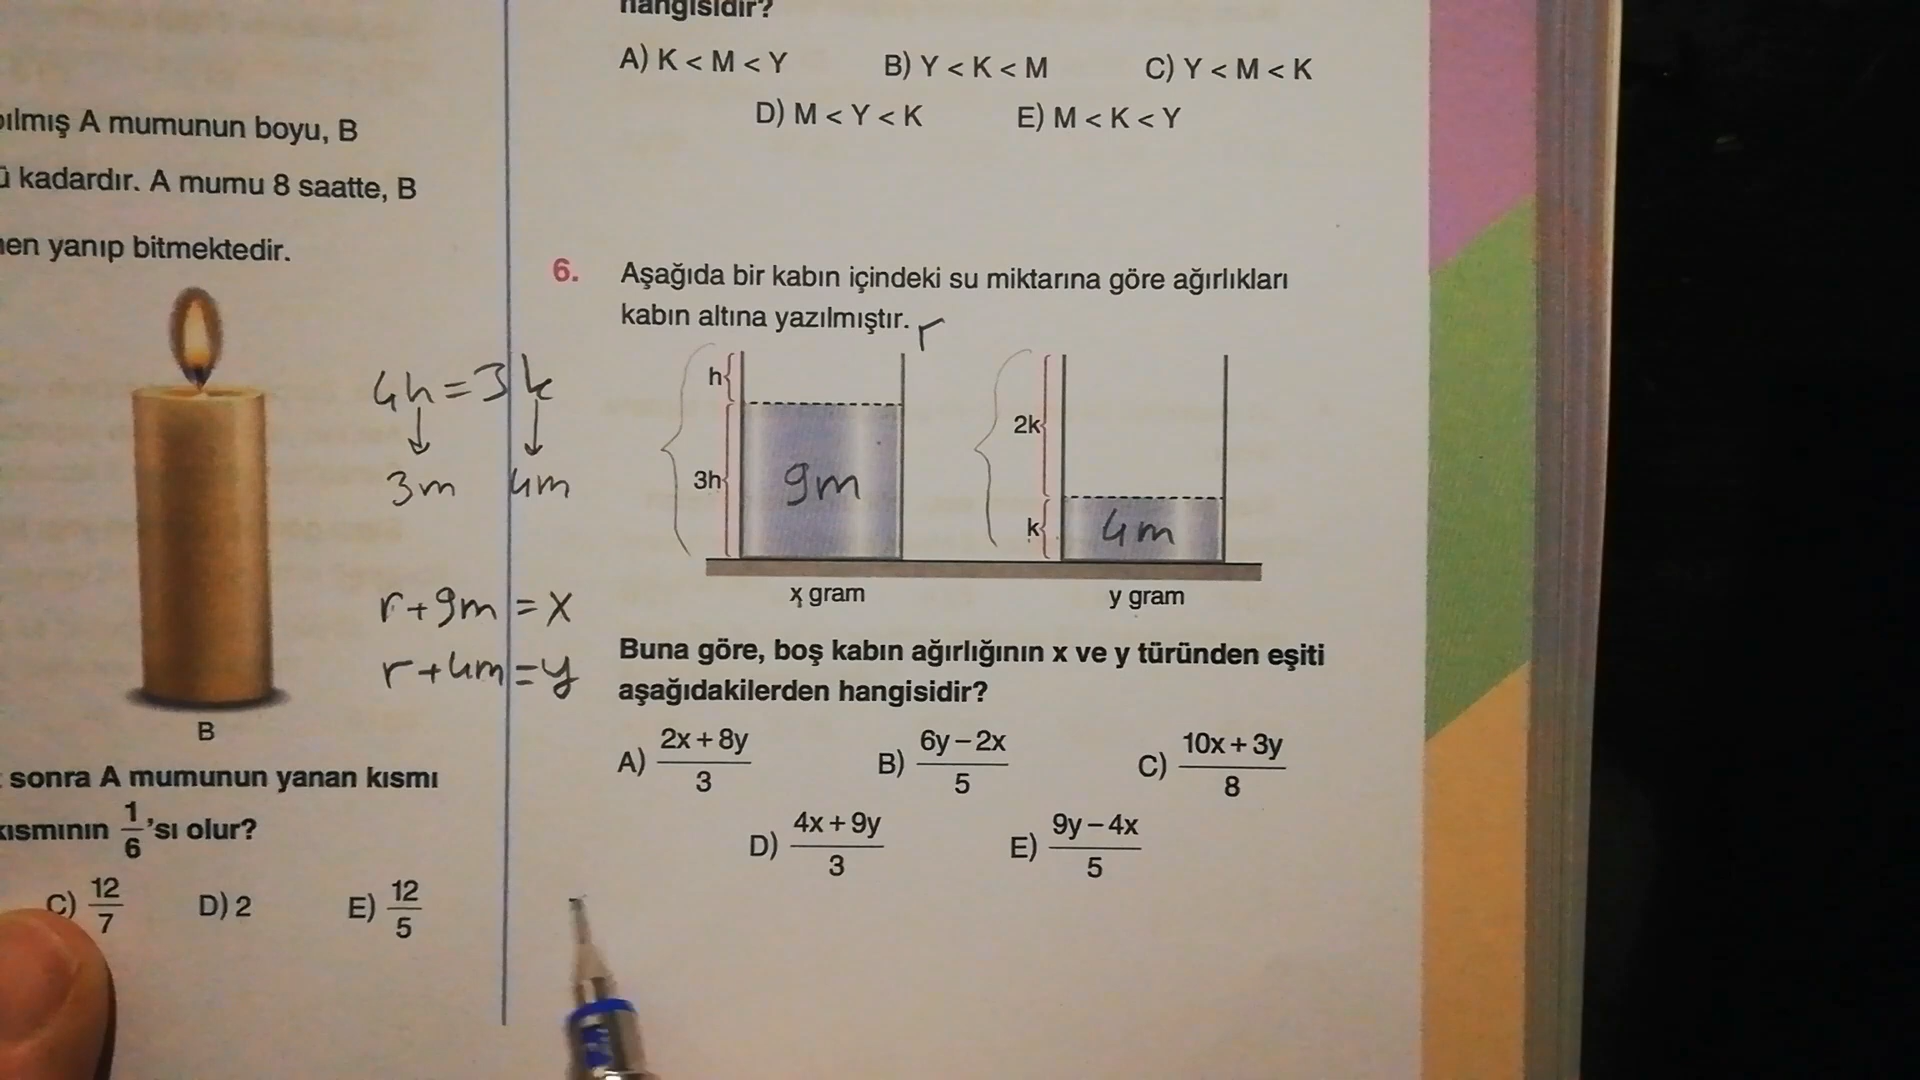 hangisidir?
A) K < M < Y B) Y < K < M C) Y < M < K
D) M < Y < K E) M < K < Y
A mumunun boyu, B
kadardır. A mumu 8 saatte, B
yanıp bitmektedir.
B
sonra A mumunun yanan kısmı
kısmının 1/6'sı olur?
C) 12/7 D) 2 E) 12/5
4h = 3k
↓ ↓
3m 4m
r + 9m = x
r + 4m = y
6. Aşağıda bir kabın içindeki su miktarına göre ağırlıkları
kabın altına yazılmıştır. r
h
3h
9m
x gram
2k
k
4m
y gram
Buna göre, boş kabın ağırlığının x ve y türünden eşiti
aşağıdakilerden hangisidir?
A) (2x + 8y)/3 B) (6y – 2x)/5 C) (10x + 3y)/8
D) (4x + 9y)/3 E) (9y – 4x)/5